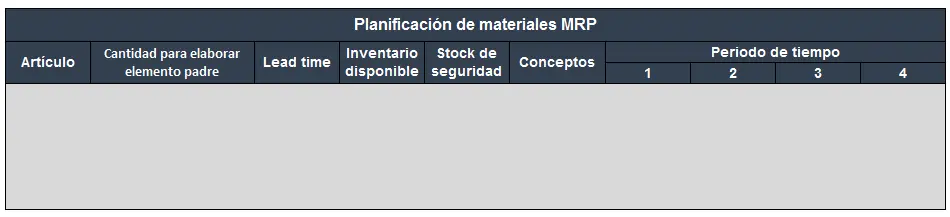 Planificación de materiales MRP
Artículo
Cantidad para elaborar
elemento padre
Lead time
Inventario
disponible
Stock de
seguridad
Conceptos
Periodo de tiempo
1 2 3 4